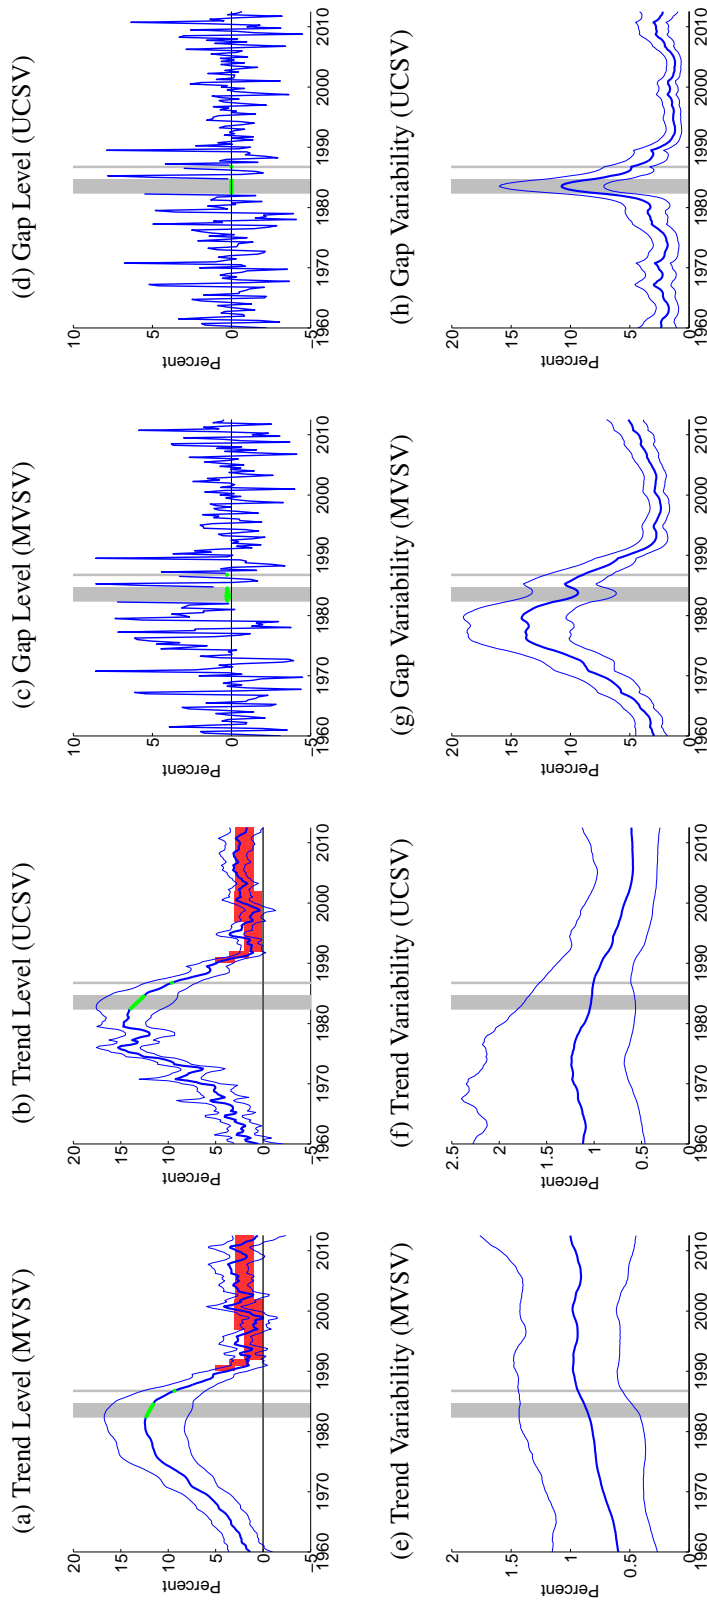 (a) Trend Level (MVSV)
Percent
20
15
10
5
0
−5
1960 1970 1980 1990 2000 2010
(b) Trend Level (UCSV)
Percent
20
15
10
5
0
−5
1960 1970 1980 1990 2000 2010
(c) Gap Level (MVSV)
Percent
10
5
0
−5
1960 1970 1980 1990 2000 2010
(d) Gap Level (UCSV)
Percent
10
5
0
−5
1960 1970 1980 1990 2000 2010
(e) Trend Variability (MVSV)
Percent
2
1.5
1
0.5
0
1960 1970 1980 1990 2000 2010
(f) Trend Variability (UCSV)
Percent
2.5
2
1.5
1
0.5
0
1960 1970 1980 1990 2000 2010
(g) Gap Variability (MVSV)
Percent
20
15
10
5
0
1960 1970 1980 1990 2000 2010
(h) Gap Variability (UCSV)
Percent
20
15
10
5
0
1960 1970 1980 1990 2000 2010